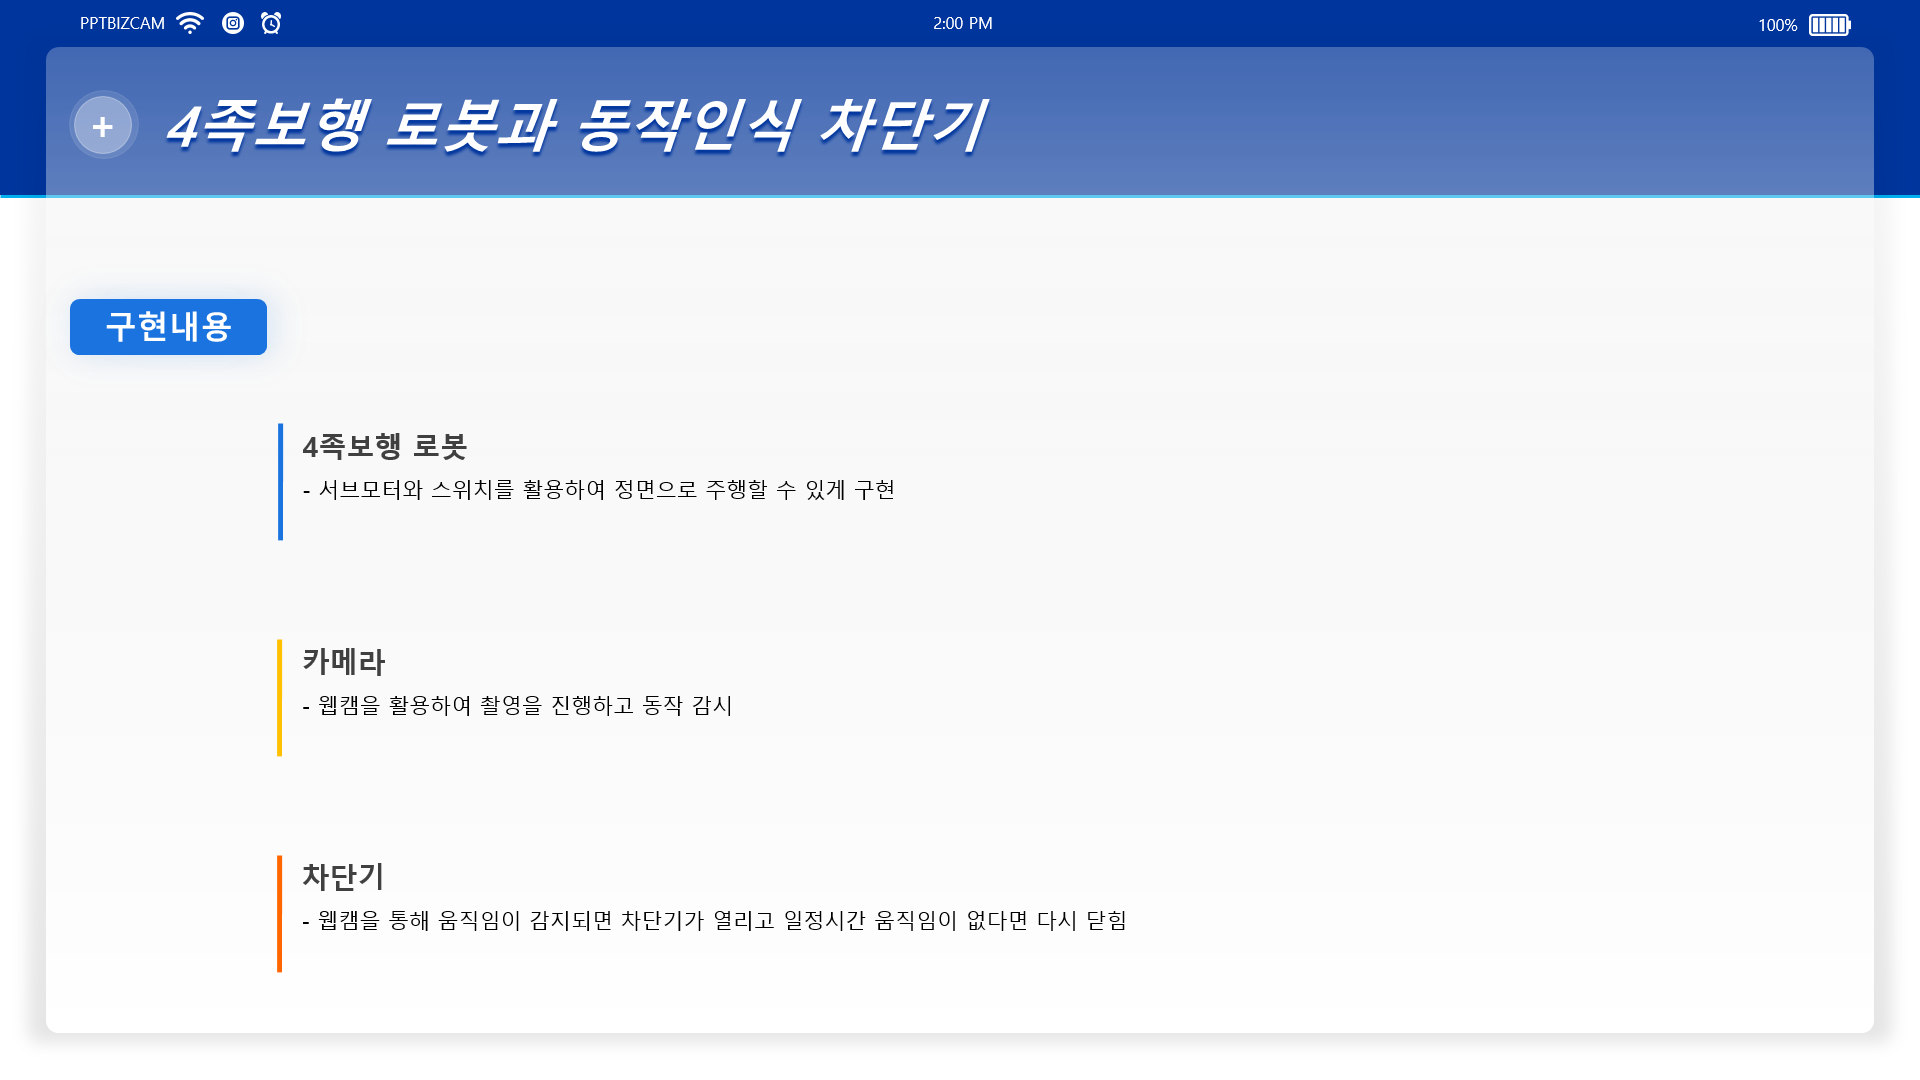 PPTBIZCAM
2:00 PM
100%
+ 4족보행 로봇과 동작인식 차단기
구현내용
4족보행 로봇
- 서브모터와 스위치를 활용하여 정면으로 주행할 수 있게 구현
카메라
- 웹캠을 활용하여 촬영을 진행하고 동작 감시
차단기
- 웹캠을 통해 움직임이 감지되면 차단기가 열리고 일정시간 움직임이 없다면 다시 닫힘